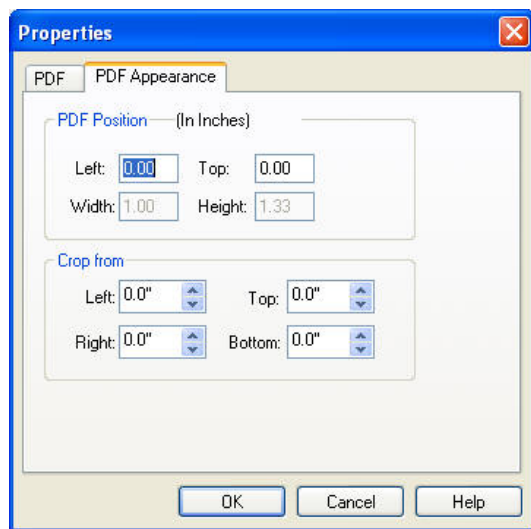 Properties
PDF PDF Appearance
PDF Position (In Inches)
Left: 0.00 Top: 0.00
Width: 1.00 Height: 1.33
Crop from
Left: 0.0" Top: 0.0"
Right: 0.0" Bottom: 0.0"
OK Cancel Help